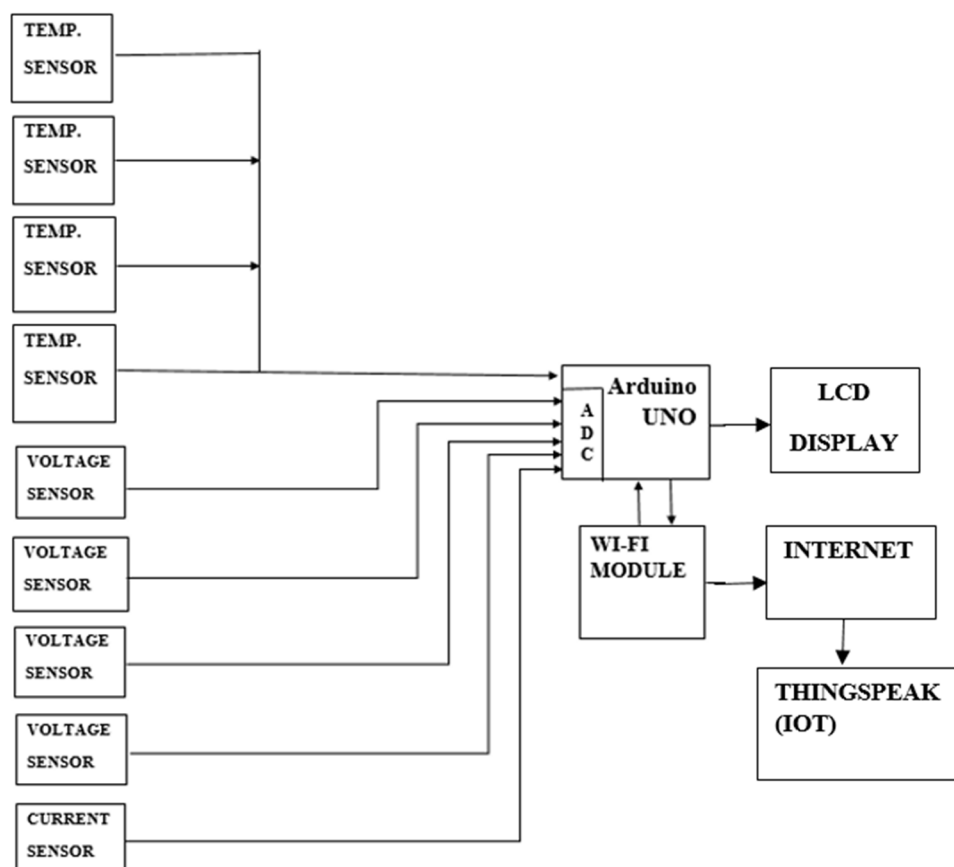 TEMP.
SENSOR
TEMP.
SENSOR
TEMP.
SENSOR
TEMP.
SENSOR
VOLTAGE
SENSOR
VOLTAGE
SENSOR
VOLTAGE
SENSOR
VOLTAGE
SENSOR
CURRENT
SENSOR
A
D
C
Arduino
UNO
LCD
DISPLAY
WI-FI
MODULE
INTERNET
THINGSPEAK
(IOT)